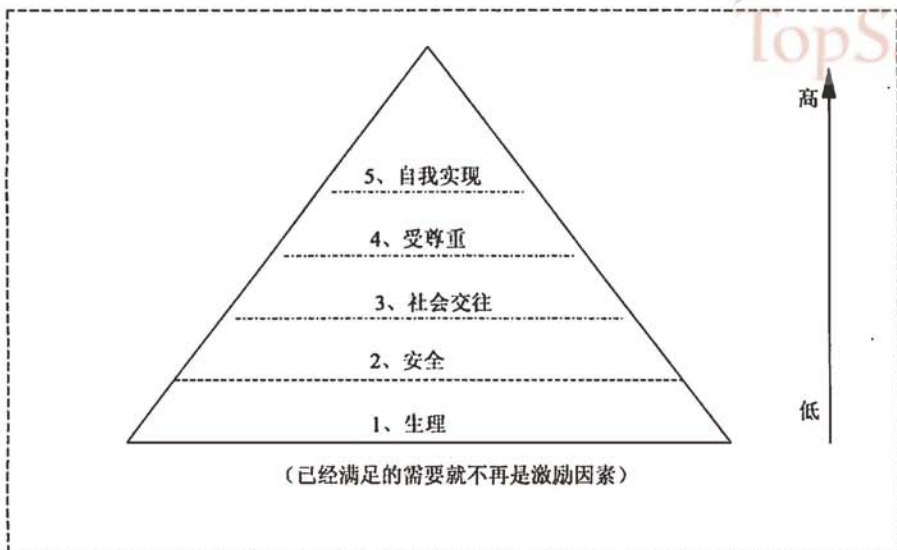 TopS
高
5、自我实现
4、受尊重
3、社会交往
2、安全
低
1、生理
（已经满足的需要就不再是激励因素）